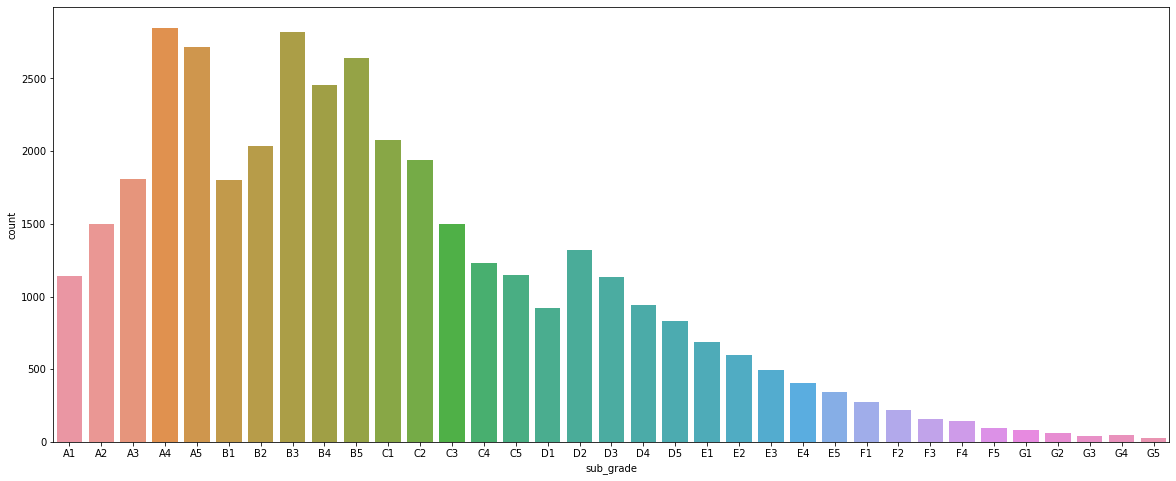 2500
2000
1500
1000
500
0
count
A1 A2 A3 A4 A5 B1 B2 B3 B4 B5 C1 C2 C3 C4 C5 D1 D2 D3 D4 D5 E1 E2 E3 E4 E5 F1 F2 F3 F4 F5 G1 G2 G3 G4 G5
sub_grade